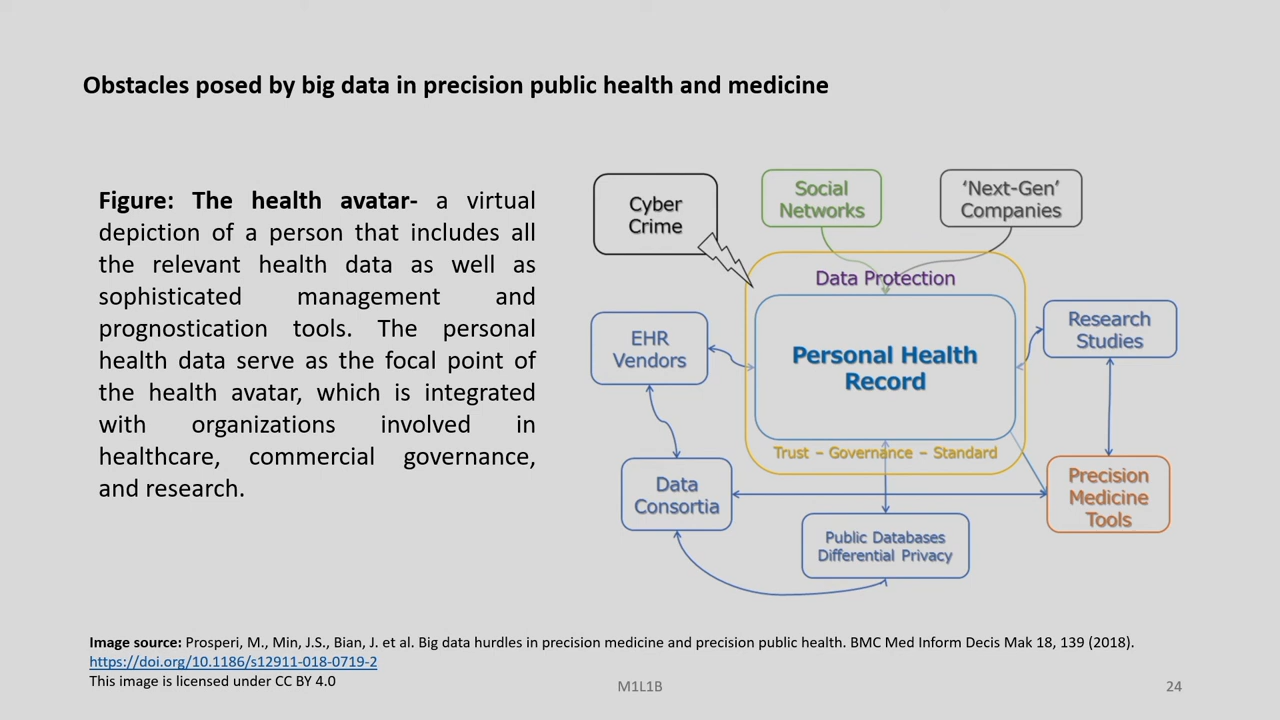 Obstacles posed by big data in precision public health and medicine
Figure: The health avatar- a virtual
depiction of a person that includes all
the relevant health data as well as
sophisticated management and
prognostication tools. The personal
health data serve as the focal point of
the health avatar, which is integrated
with organizations involved in
healthcare, commercial governance,
and research.
Cyber
Crime
Social
Networks
‘Next-Gen’
Companies
Data Protection
EHR
Vendors
Personal Health
Record
Research
Studies
Trust – Governance – Standard
Data
Consortia
Precision
Medicine
Tools
Public Databases
Differential Privacy
Image source: Prosperi, M., Min, J.S., Bian, J. et al. Big data hurdles in precision medicine and precision public health. BMC Med Inform Decis Mak 18, 139 (2018).
https://doi.org/10.1186/s12911-018-0719-2
This image is licensed under CC BY 4.0
M1L1B
24